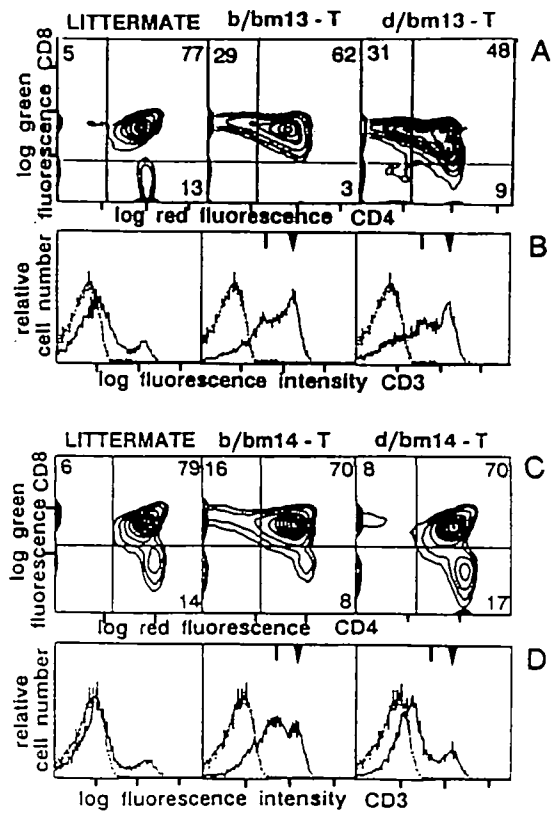 LITTERMATE b/bm13 - T d/bm13 - T
A
5 77 29 62 31 48
log green fluorescence CD8
13 3 9
log red fluorescence CD4
B
relative cell number
log fluorescence intensity CD3
LITTERMATE b/bm14 - T d/bm14 - T
C
6 79 16 70 8 70
log green fluorescence CD8
14 8 17
log red fluorescence CD4
D
relative cell number
log fluorescence intensity CD3